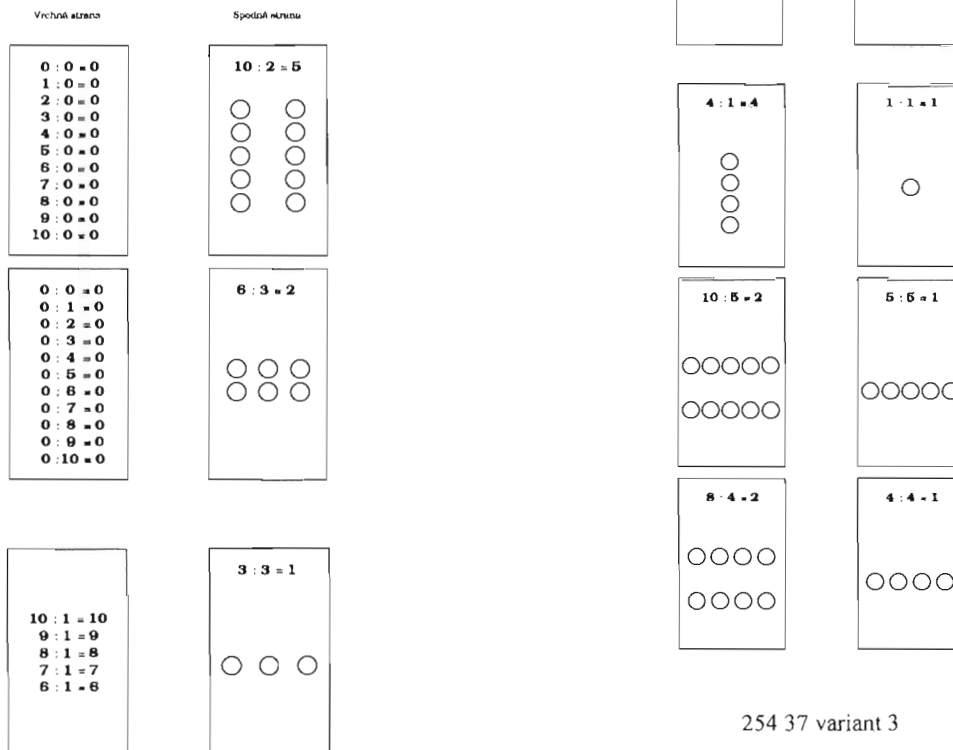 Vrchná strana
Spodná strana
0 : 0 = 0
1 : 0 = 0
2 : 0 = 0
3 : 0 = 0
4 : 0 = 0
5 : 0 = 0
6 : 0 = 0
7 : 0 = 0
8 : 0 = 0
9 : 0 = 0
10 : 0 = 0
10 : 2 = 5
0 : 0 = 0
0 : 1 = 0
0 : 2 = 0
0 : 3 = 0
0 : 4 = 0
0 : 5 = 0
0 : 6 = 0
0 : 7 = 0
0 : 8 = 0
0 : 9 = 0
0 : 10 = 0
6 : 3 = 2
10 : 1 = 10
9 : 1 = 9
8 : 1 = 8
7 : 1 = 7
6 : 1 = 6
3 : 3 = 1
4 : 1 = 4
1 : 1 = 1
10 : 5 = 2
5 : 5 = 1
8 : 4 = 2
4 : 4 = 1
254 37 variant 3